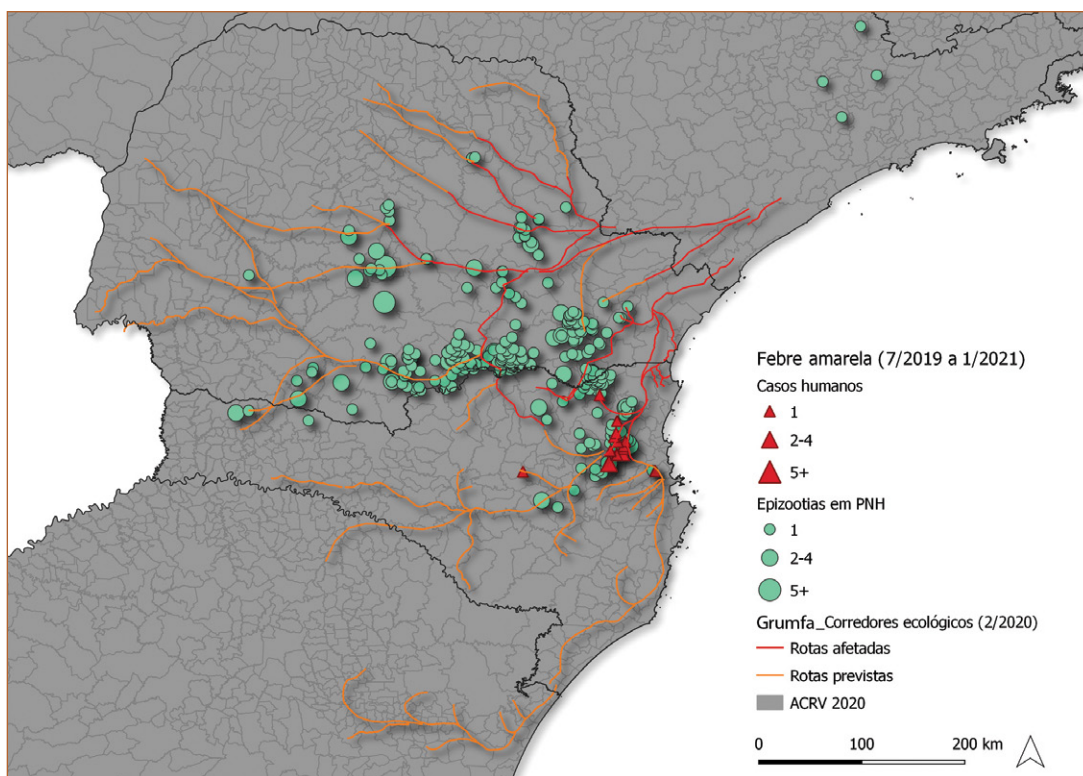 Febre amarela (7/2019 a 1/2021)
Casos humanos
1
2-4
5+
Epizootias em PNH
1
2-4
5+
Grumfa_Corredores ecológicos (2/2020)
Rotas afetadas
Rotas previstas
ACRV 2020
0 100 200 km